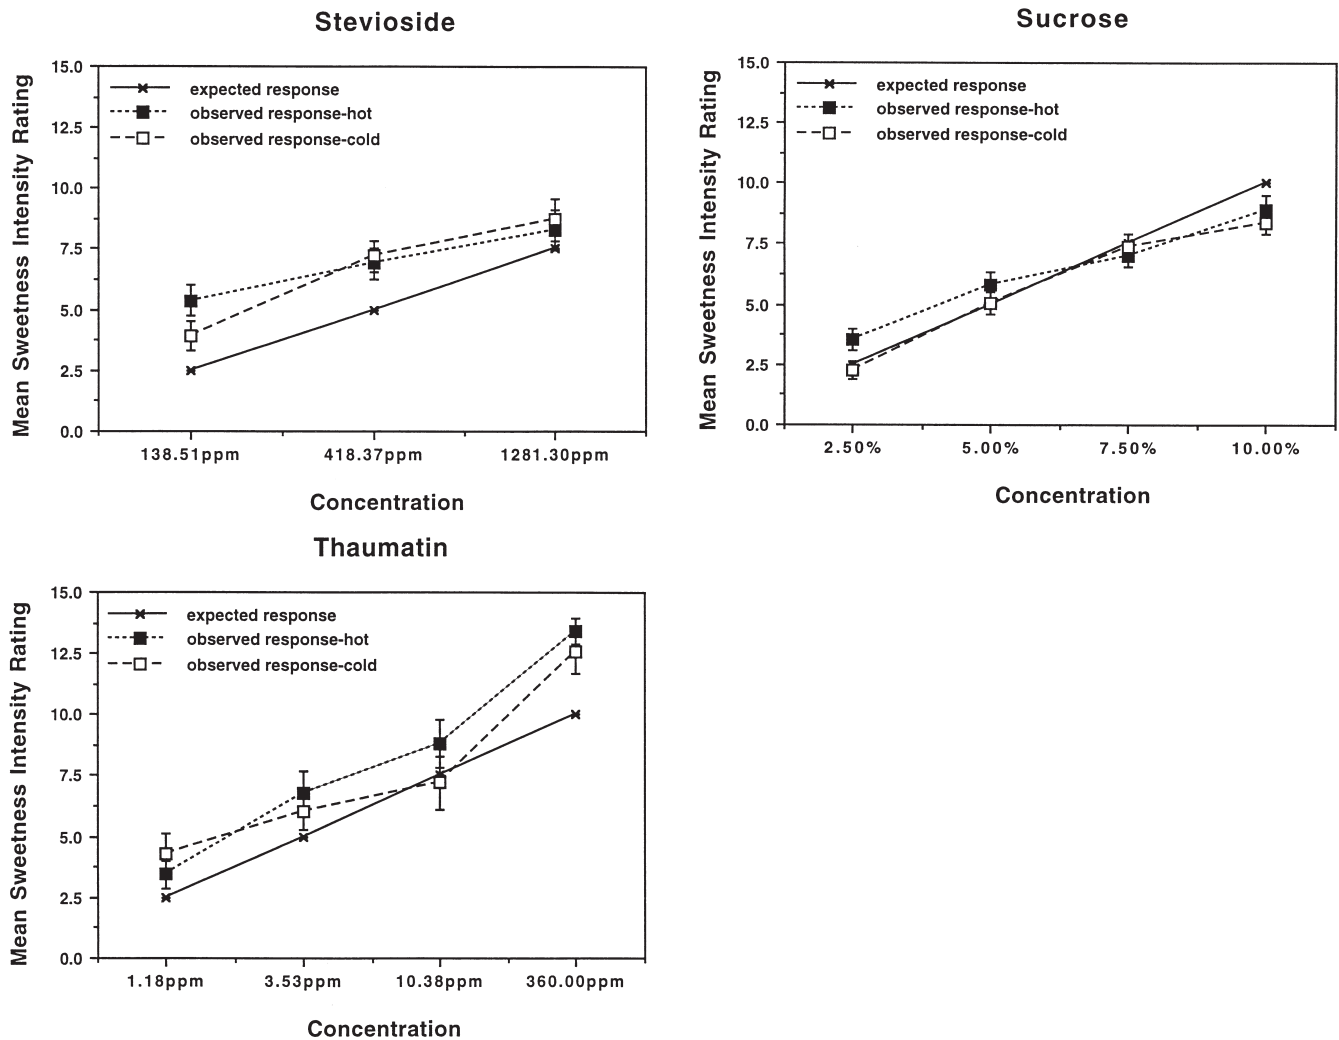 Stevioside
Mean Sweetness Intensity Rating
15.0
12.5
10.0
7.5
5.0
2.5
0.0
expected response
observed response-hot
observed response-cold
138.51ppm 418.37ppm 1281.30ppm
Concentration
Sucrose
Mean Sweetness Intensity Rating
15.0
12.5
10.0
7.5
5.0
2.5
0.0
expected response
observed response-hot
observed response-cold
2.50% 5.00% 7.50% 10.00%
Concentration
Thaumatin
Mean Sweetness Intensity Rating
15.0
12.5
10.0
7.5
5.0
2.5
0.0
expected response
observed response-hot
observed response-cold
1.18ppm 3.53ppm 10.38ppm 360.00ppm
Concentration